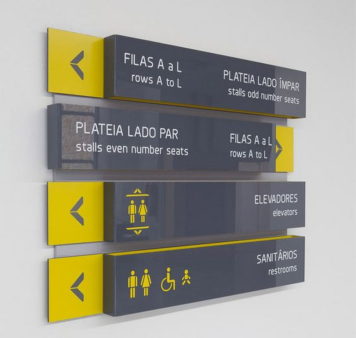 FILAS A a L
rows A to L
PLATEIA LADO ÍMPAR
stalls odd number seats
PLATEIA LADO PAR
stalls even number seats
FILAS A a L
rows A to L
ELEVADORES
elevators
SANITÁRIOS
restrooms